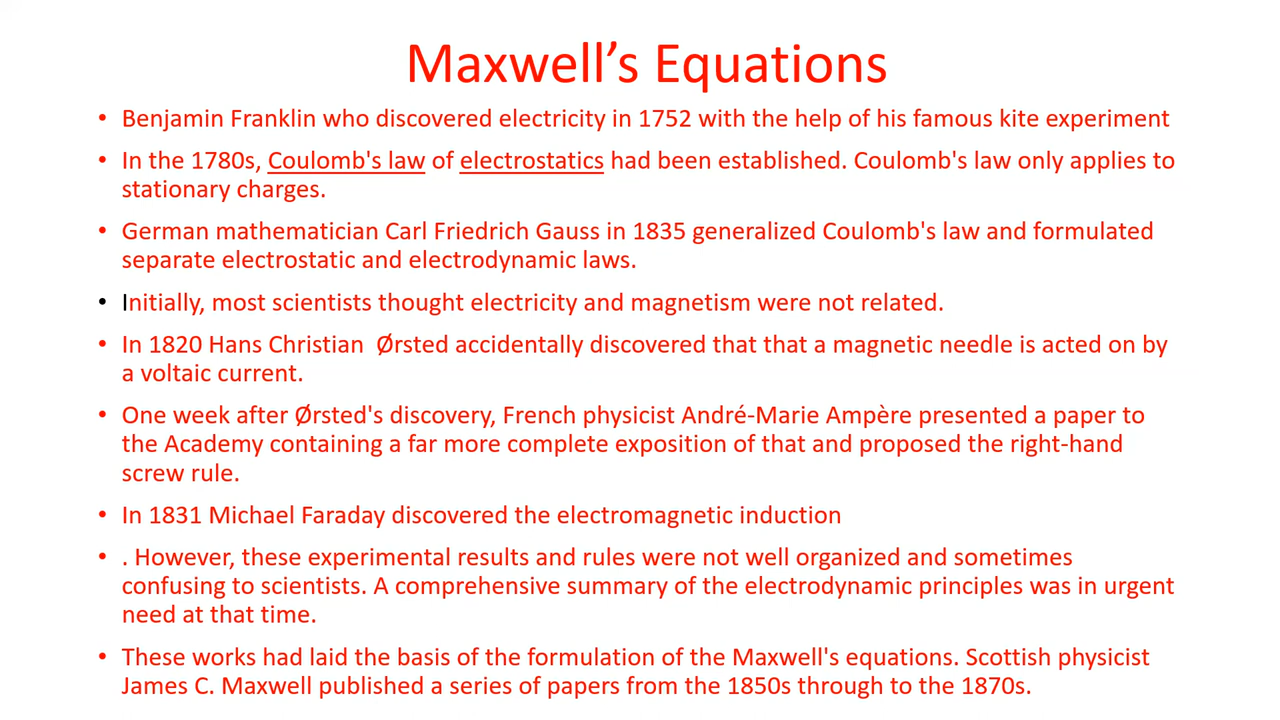 Maxwell’s Equations
• Benjamin Franklin who discovered electricity in 1752 with the help of his famous kite experiment
• In the 1780s, Coulomb's law of electrostatics had been established. Coulomb's law only applies to
stationary charges.
• German mathematician Carl Friedrich Gauss in 1835 generalized Coulomb's law and formulated
separate electrostatic and electrodynamic laws.
• Initially, most scientists thought electricity and magnetism were not related.
• In 1820 Hans Christian  Ørsted accidentally discovered that that a magnetic needle is acted on by
a voltaic current.
• One week after Ørsted's discovery, French physicist André-Marie Ampère presented a paper to
the Academy containing a far more complete exposition of that and proposed the right-hand
screw rule.
• In 1831 Michael Faraday discovered the electromagnetic induction
• . However, these experimental results and rules were not well organized and sometimes
confusing to scientists. A comprehensive summary of the electrodynamic principles was in urgent
need at that time.
• These works had laid the basis of the formulation of the Maxwell's equations. Scottish physicist
James C. Maxwell published a series of papers from the 1850s through to the 1870s.